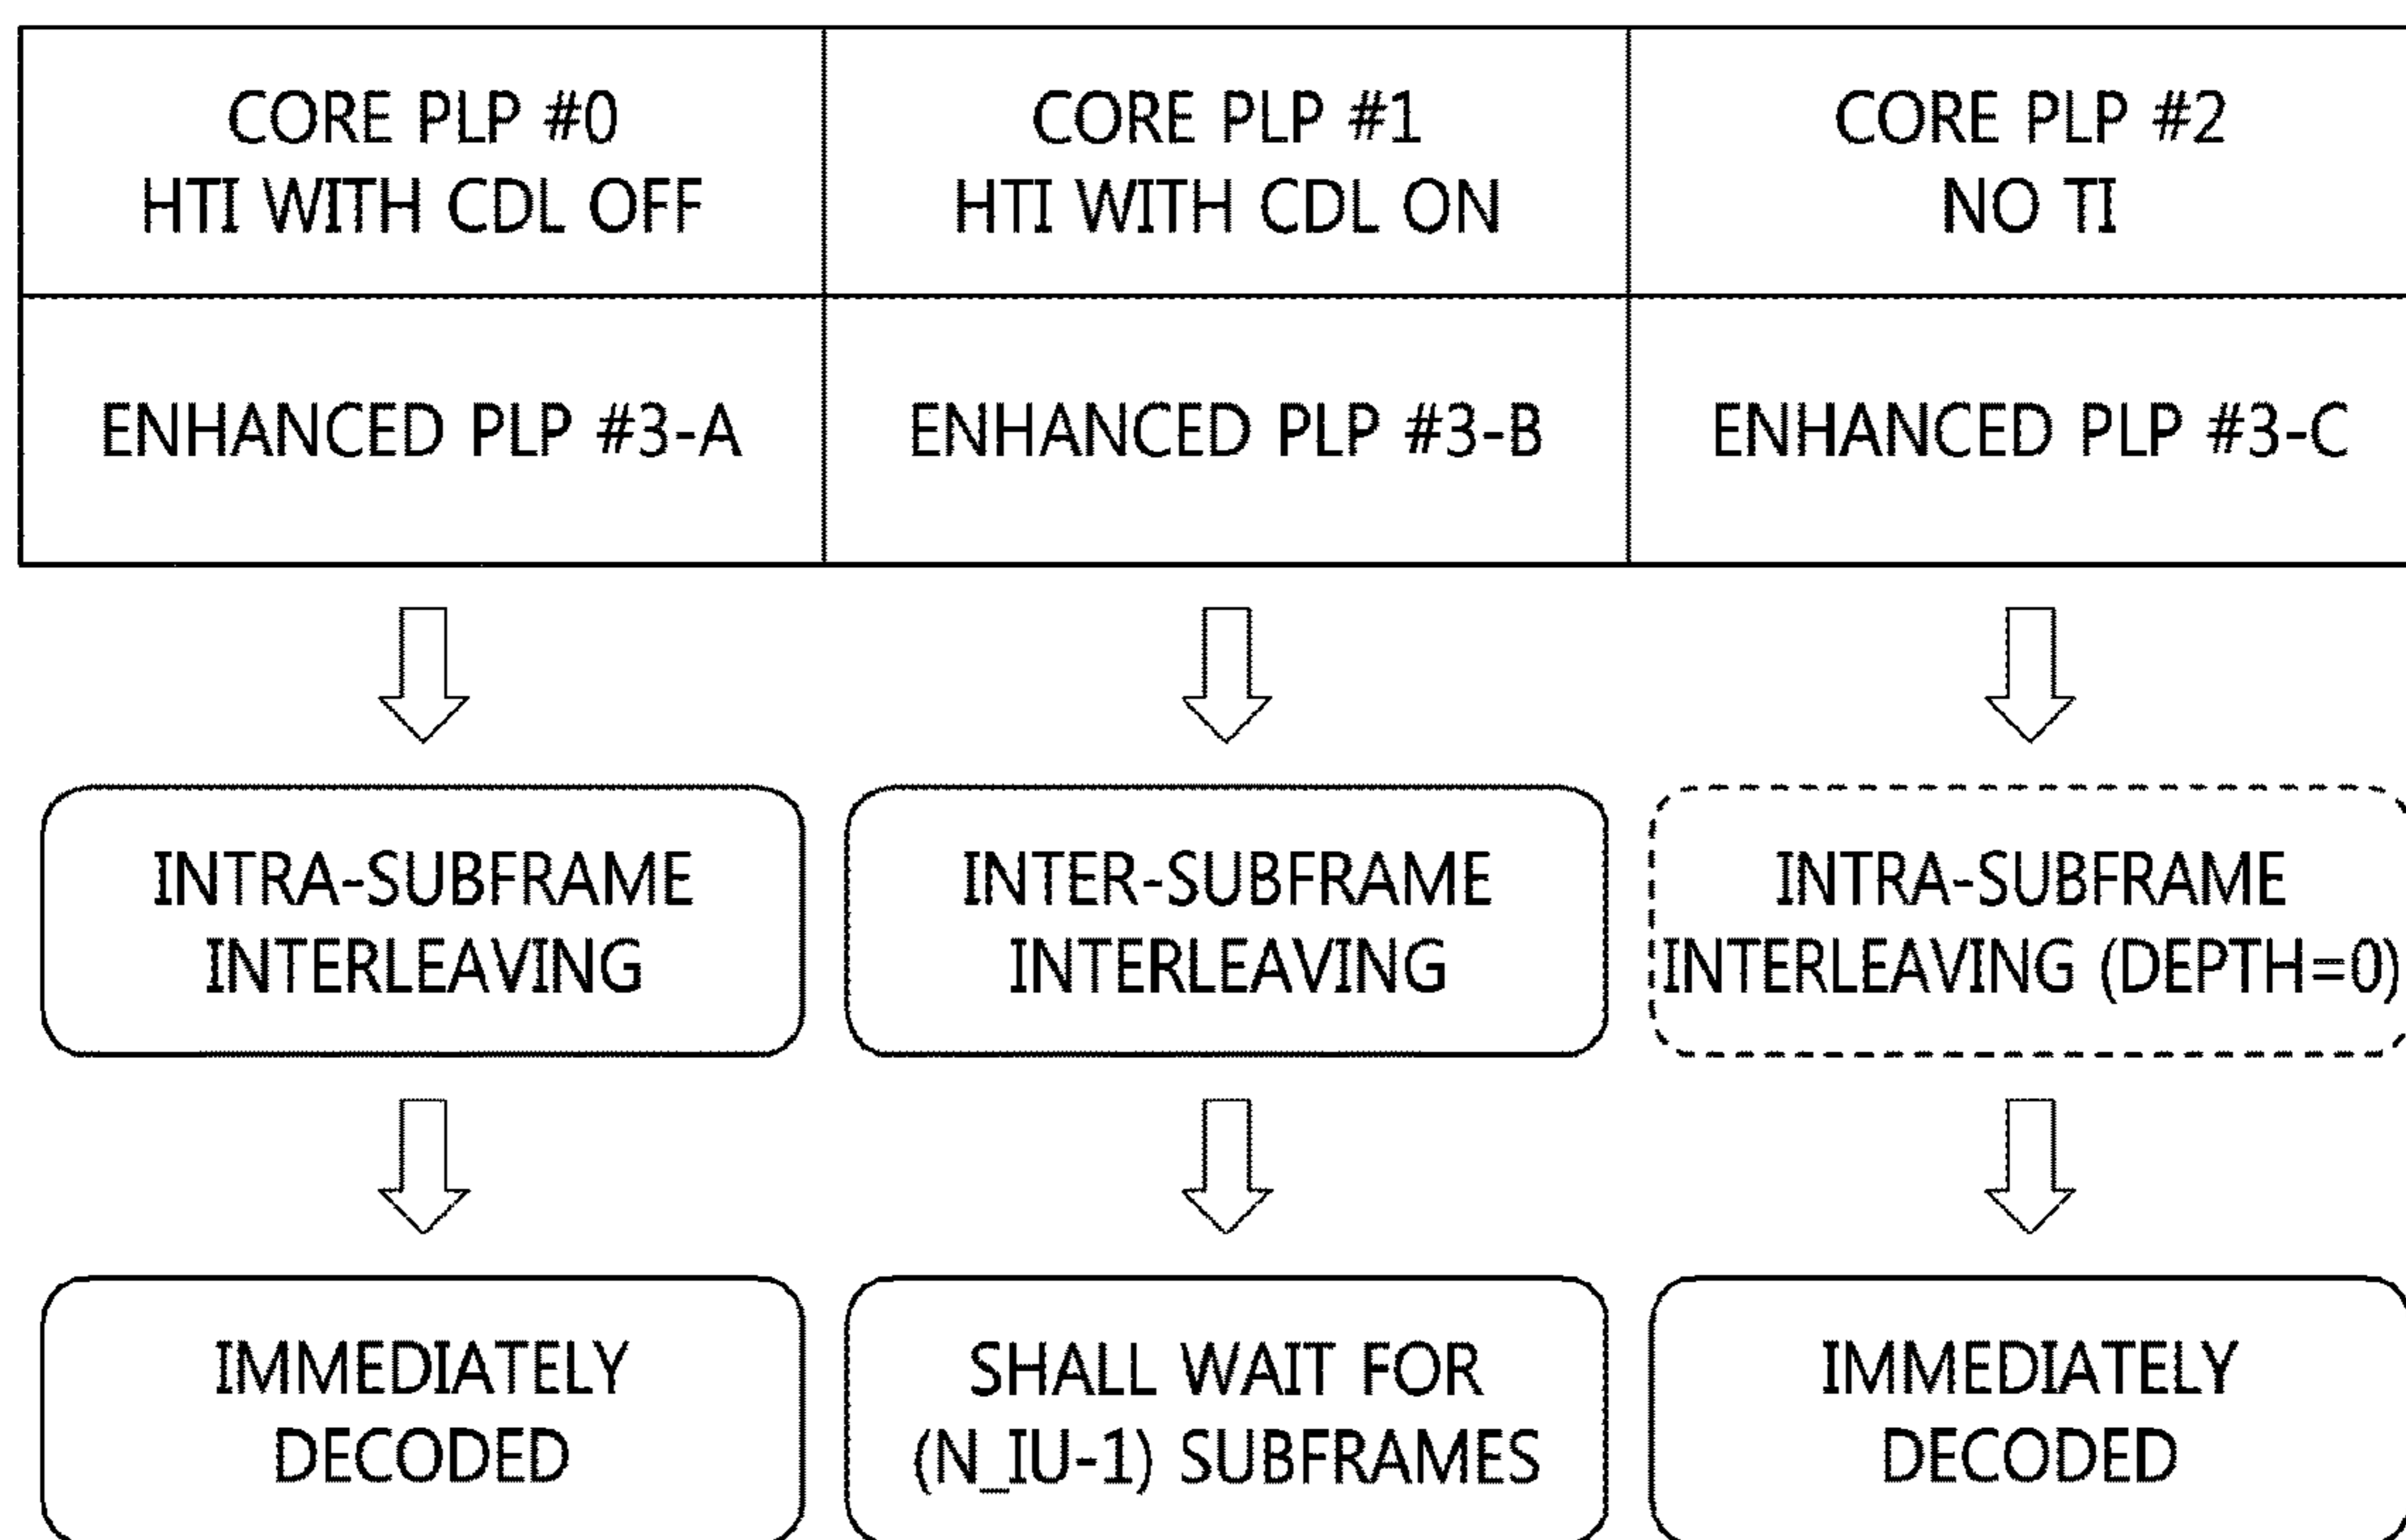 CORE PLP #0
HTI WITH CDL OFF
CORE PLP #1
HTI WITH CDL ON
CORE PLP #2
NO TI
ENHANCED PLP #3-A
ENHANCED PLP #3-B
ENHANCED PLP #3-C
INTRA-SUBFRAME
INTERLEAVING
INTER-SUBFRAME
INTERLEAVING
INTRA-SUBFRAME
INTERLEAVING (DEPTH=0)
IMMEDIATELY
DECODED
SHALL WAIT FOR
(N_IU-1) SUBFRAMES
IMMEDIATELY
DECODED